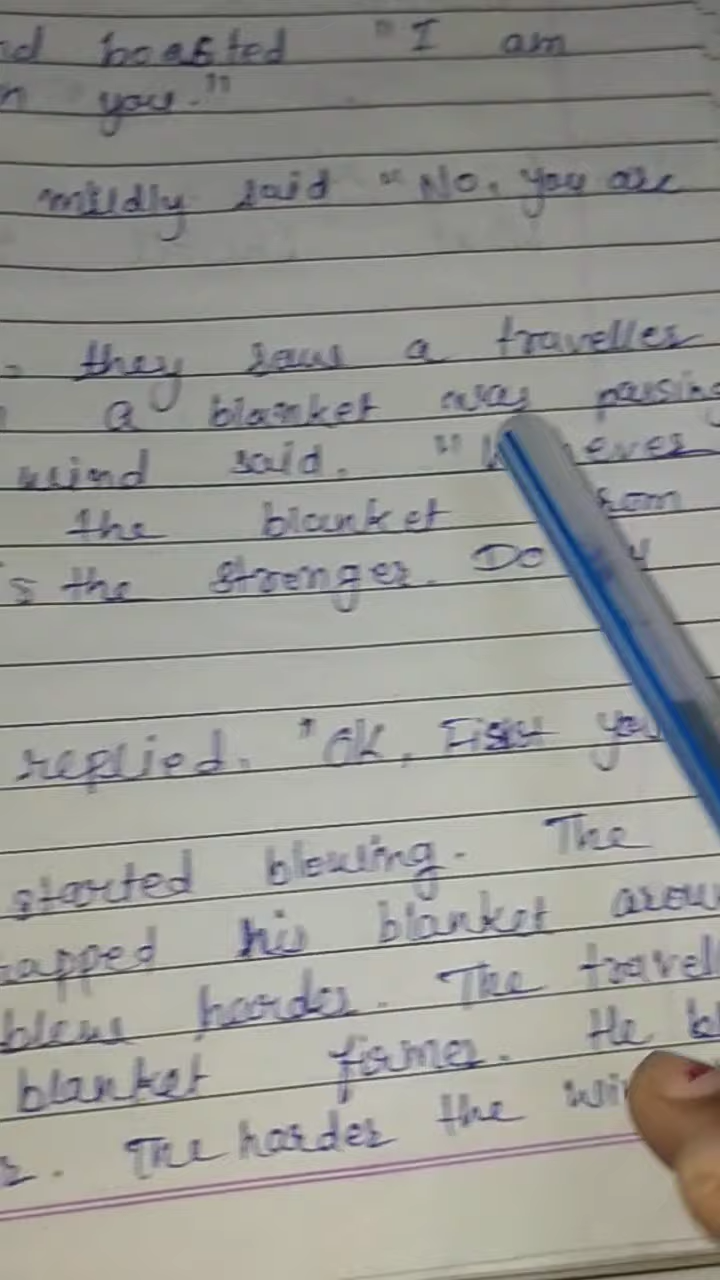 boasted "I am
you."
mildly said "No, you are
they saw a travelles
a blanket was passing
wind said. "
the blanket
the stronger. Do
replied. "OK, First you
started blowing. The
his blanket
blew harder. The
blanket firmer. He
The harder the